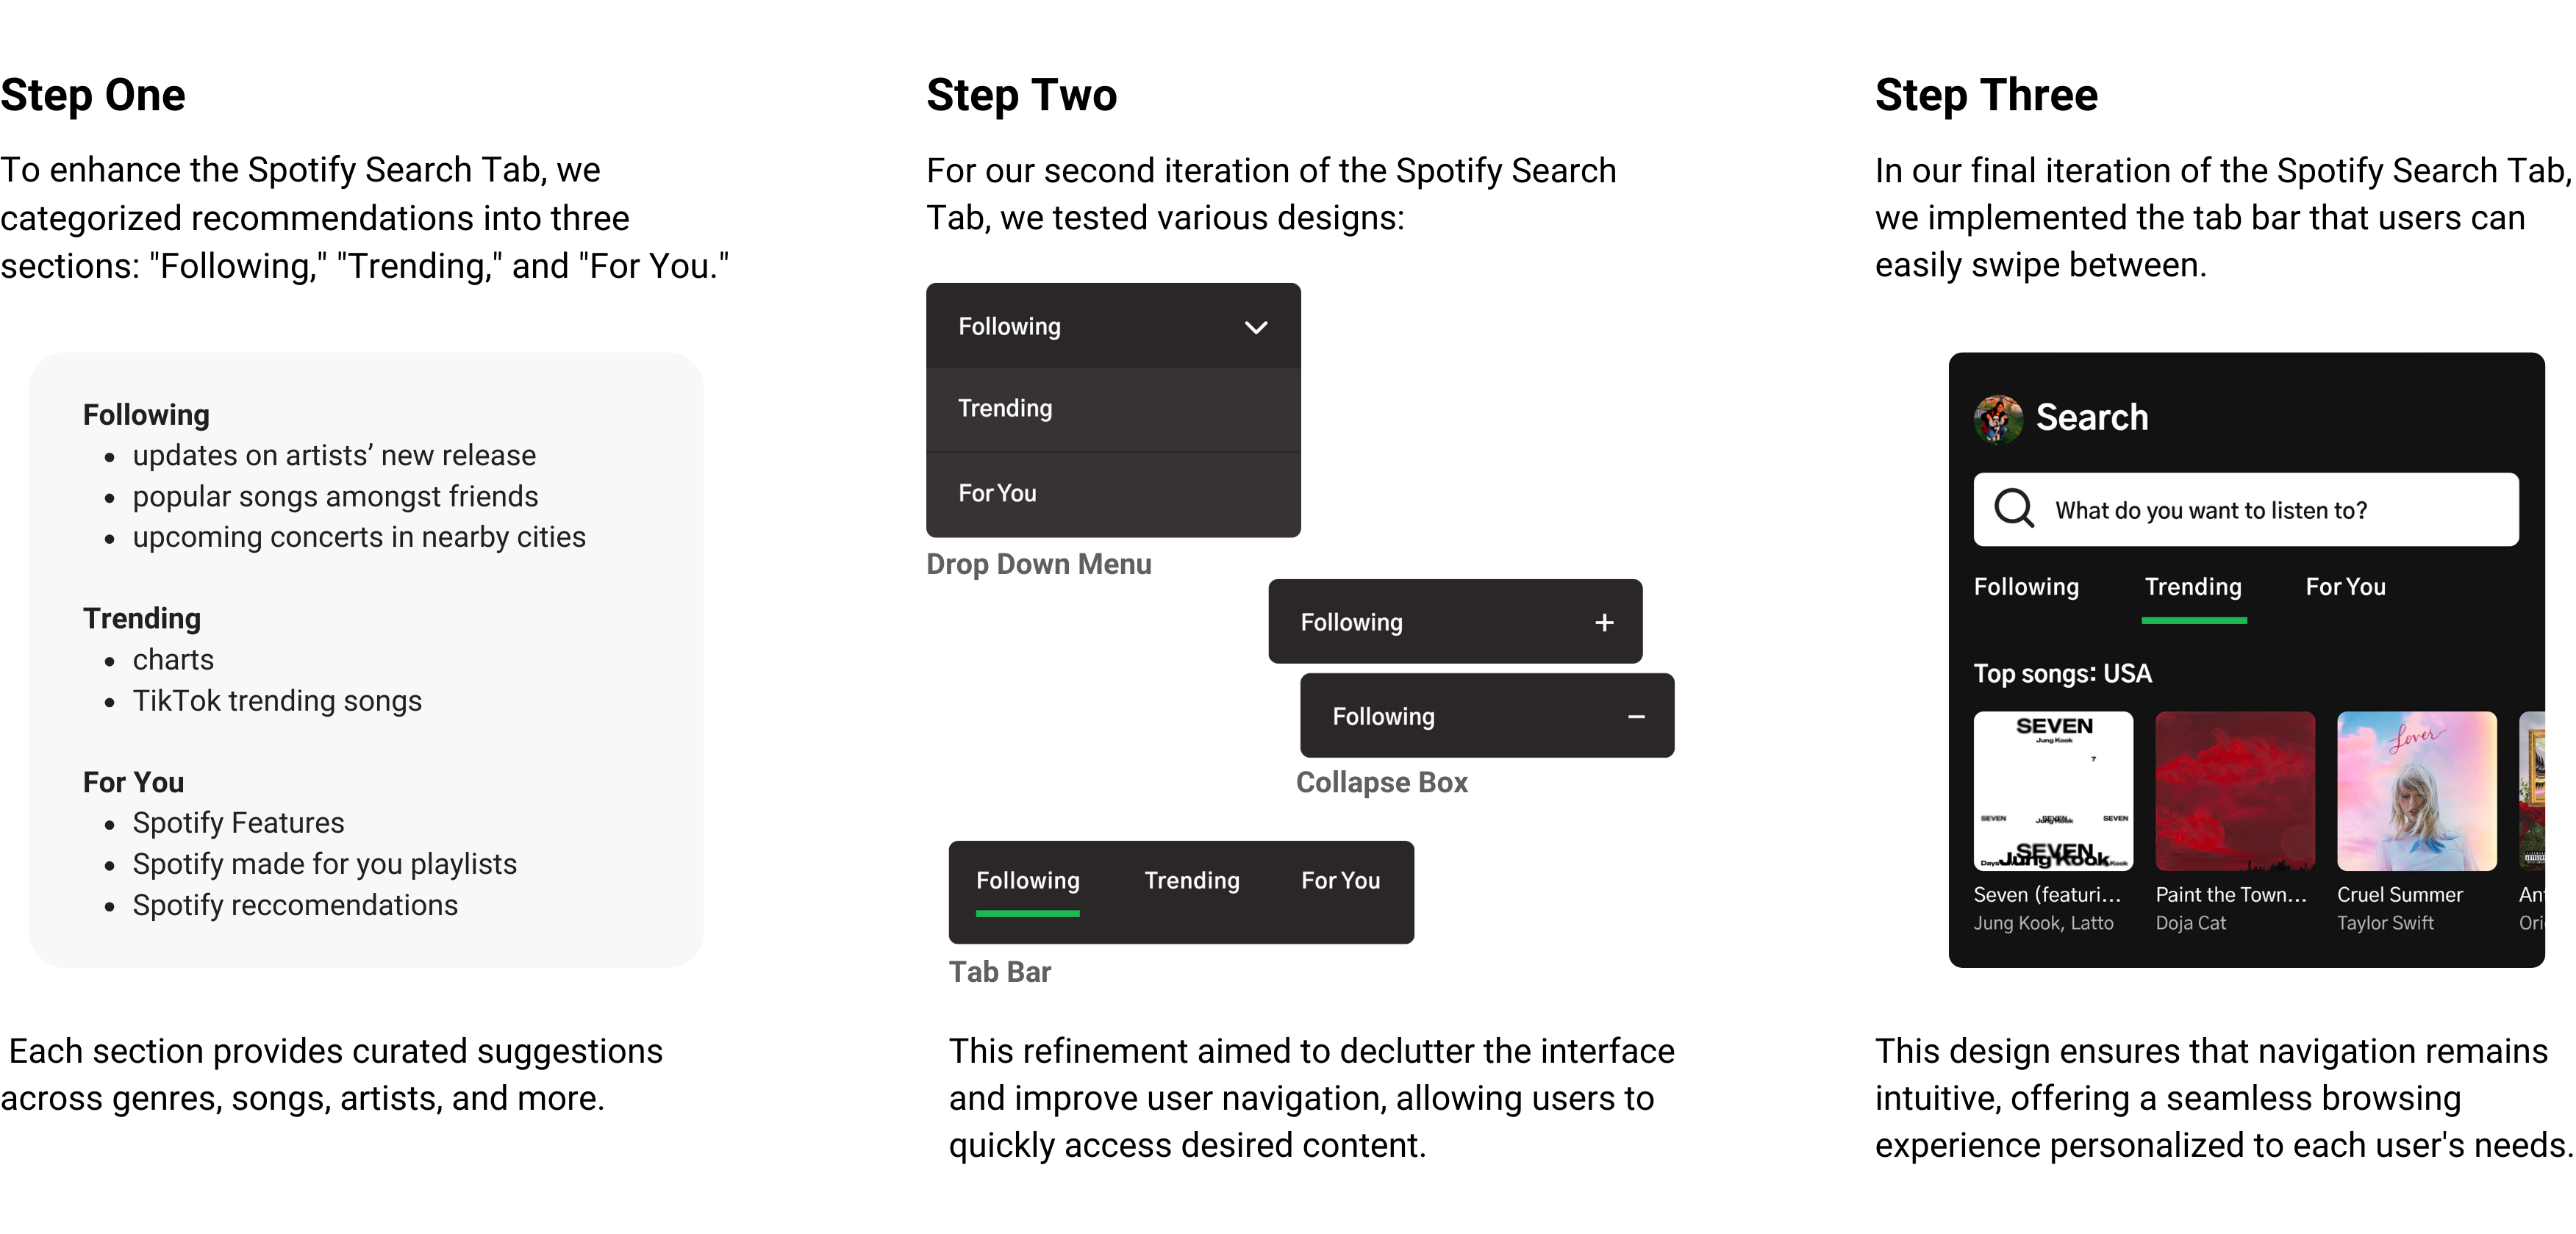 Step One
To enhance the Spotify Search Tab, we
categorized recommendations into three
sections: "Following," "Trending," and "For You."
Following
• updates on artists’ new release
• popular songs amongst friends
• upcoming concerts in nearby cities
Trending
• charts
• TikTok trending songs
For You
• Spotify Features
• Spotify made for you playlists
• Spotify reccomendations
Each section provides curated suggestions
across genres, songs, artists, and more.
Step Two
For our second iteration of the Spotify Search
Tab, we tested various designs:
Following
Trending
For You
Drop Down Menu
Following +
Following −
Collapse Box
Following Trending For You
Tab Bar
This refinement aimed to declutter the interface
and improve user navigation, allowing users to
quickly access desired content.
Step Three
In our final iteration of the Spotify Search Tab,
we implemented the tab bar that users can
easily swipe between.
Search
What do you want to listen to?
Following Trending For You
Top songs: USA
SEVEN
Jung Kook
7
SEVEN SEVEN SEVEN
Jung Kook
SEVEN
Days Jung Kook Kook
Lover
Seven (featuri... Paint the Town... Cruel Summer An
Jung Kook, Latto Doja Cat Taylor Swift Ori
This design ensures that navigation remains
intuitive, offering a seamless browsing
experience personalized to each user's needs.